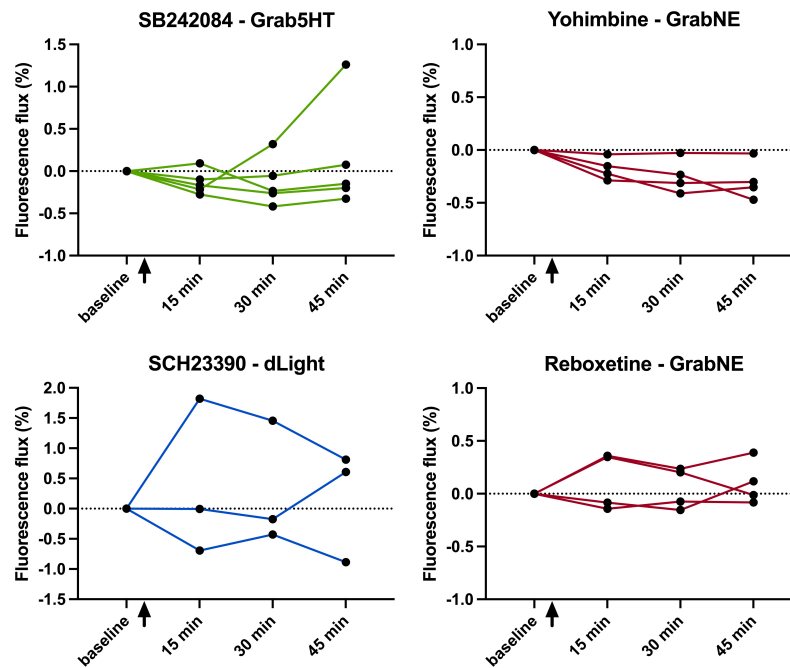 SB242084 - Grab5HT
Fluorescence flux (%)
1.5
1.0
0.5
0.0
-0.5
-1.0
baseline
15 min
30 min
45 min
Yohimbine - GrabNE
Fluorescence flux (%)
1.0
0.5
0.0
-0.5
-1.0
baseline
15 min
30 min
45 min
SCH23390 - dLight
Fluorescence flux (%)
2.0
1.5
1.0
0.5
0.0
-0.5
-1.0
-1.5
baseline
15 min
30 min
45 min
Reboxetine - GrabNE
Fluorescence flux (%)
1.0
0.5
0.0
-0.5
-1.0
baseline
15 min
30 min
45 min